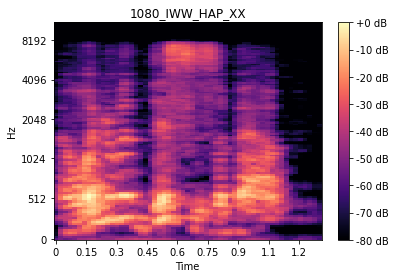 1080_IWW_HAP_XX
8192
4096
2048
1024
512
0
Hz
0 0.15 0.3 0.45 0.6 0.75 0.9 1.1 1.2
Time
+0 dB
-10 dB
-20 dB
-30 dB
-40 dB
-50 dB
-60 dB
-70 dB
-80 dB